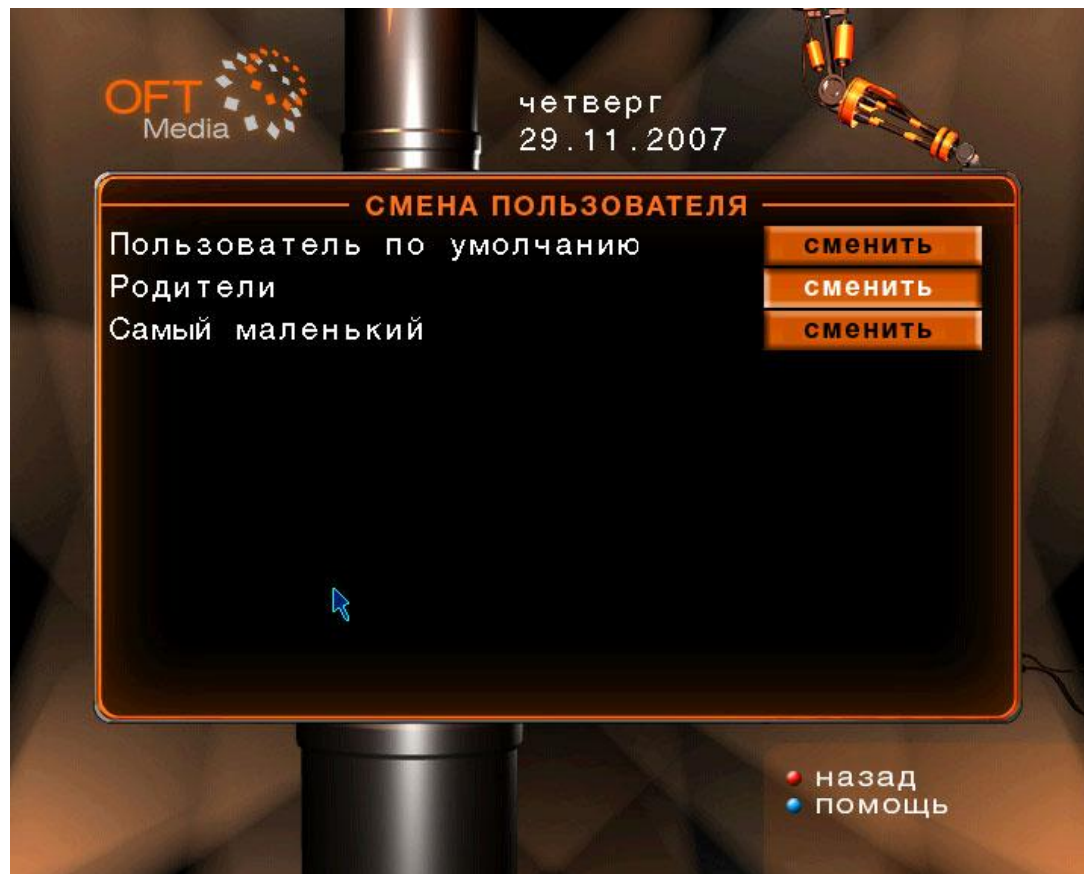 OFT
Media
четверг
29.11.2007
СМЕНА ПОЛЬЗОВАТЕЛЯ
Пользователь по умолчанию сменить
Родители сменить
Самый маленький сменить
назад
помощь